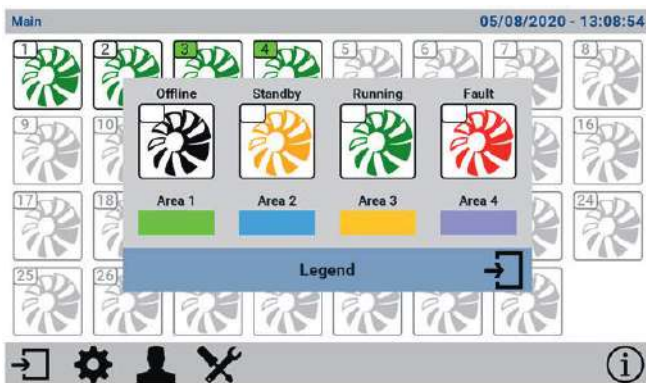 Main 05/08/2020 - 13:08:54
1 2 3 4 5 6 7 8
Offline Standby Running Fault
9 10 16
Area 1 Area 2 Area 3 Area 4
17 18 24
Legend
25 26
i